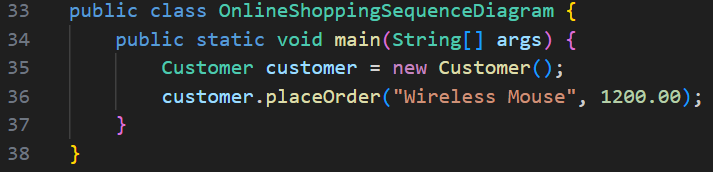 33 public class OnlineShoppingSequenceDiagram {
34     public static void main(String[] args) {
35         Customer customer = new Customer();
36         customer.placeOrder("Wireless Mouse", 1200.00);
37     }
38 }